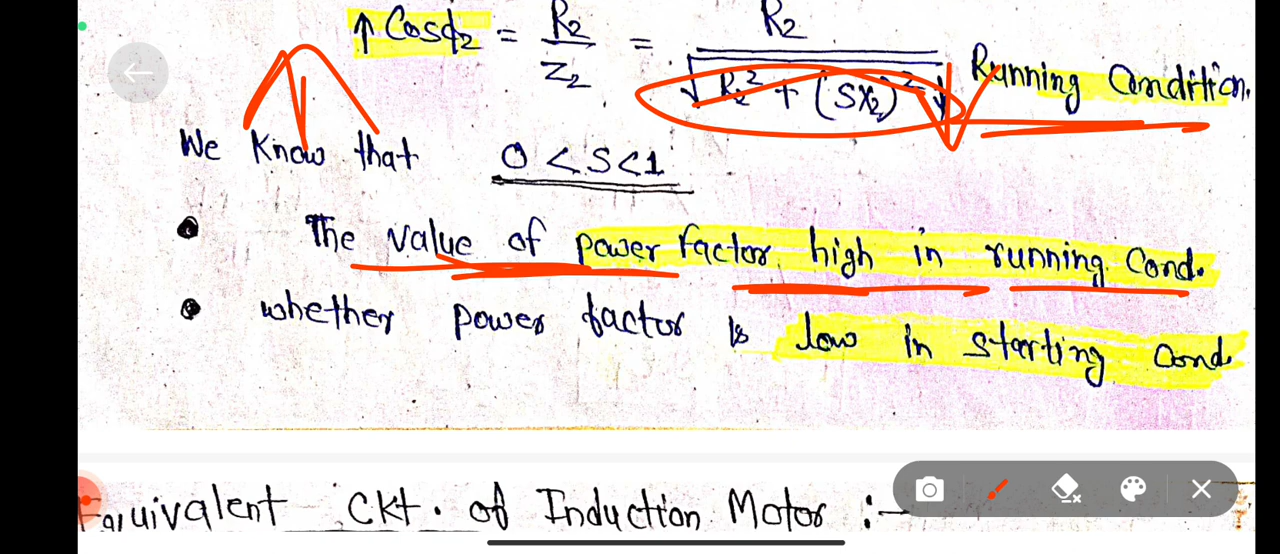 ↑ Cosϕ2 = R2/Z2 = R2/√(R2² + (SX2)²) Running Condition.
We know that 0 < S < 1
• The value of power factor high in running Cond.
• whether power factor is low in starting Cond.
Equivalent Ckt. of Induction Motor :-